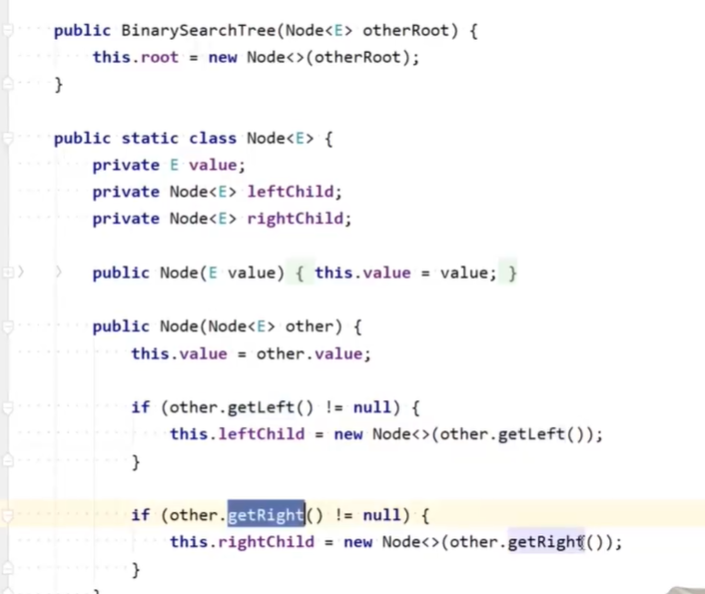 public BinarySearchTree(Node<E> otherRoot) {
this.root = new Node<>(otherRoot);
}
public static class Node<E> {
private E value;
private Node<E> leftChild;
private Node<E> rightChild;
public Node(E value) { this.value = value; }
public Node(Node<E> other) {
this.value = other.value;
if (other.getLeft() != null) {
this.leftChild = new Node<>(other.getLeft());
}
if (other.getRight() != null) {
this.rightChild = new Node<>(other.getRight());
}
}